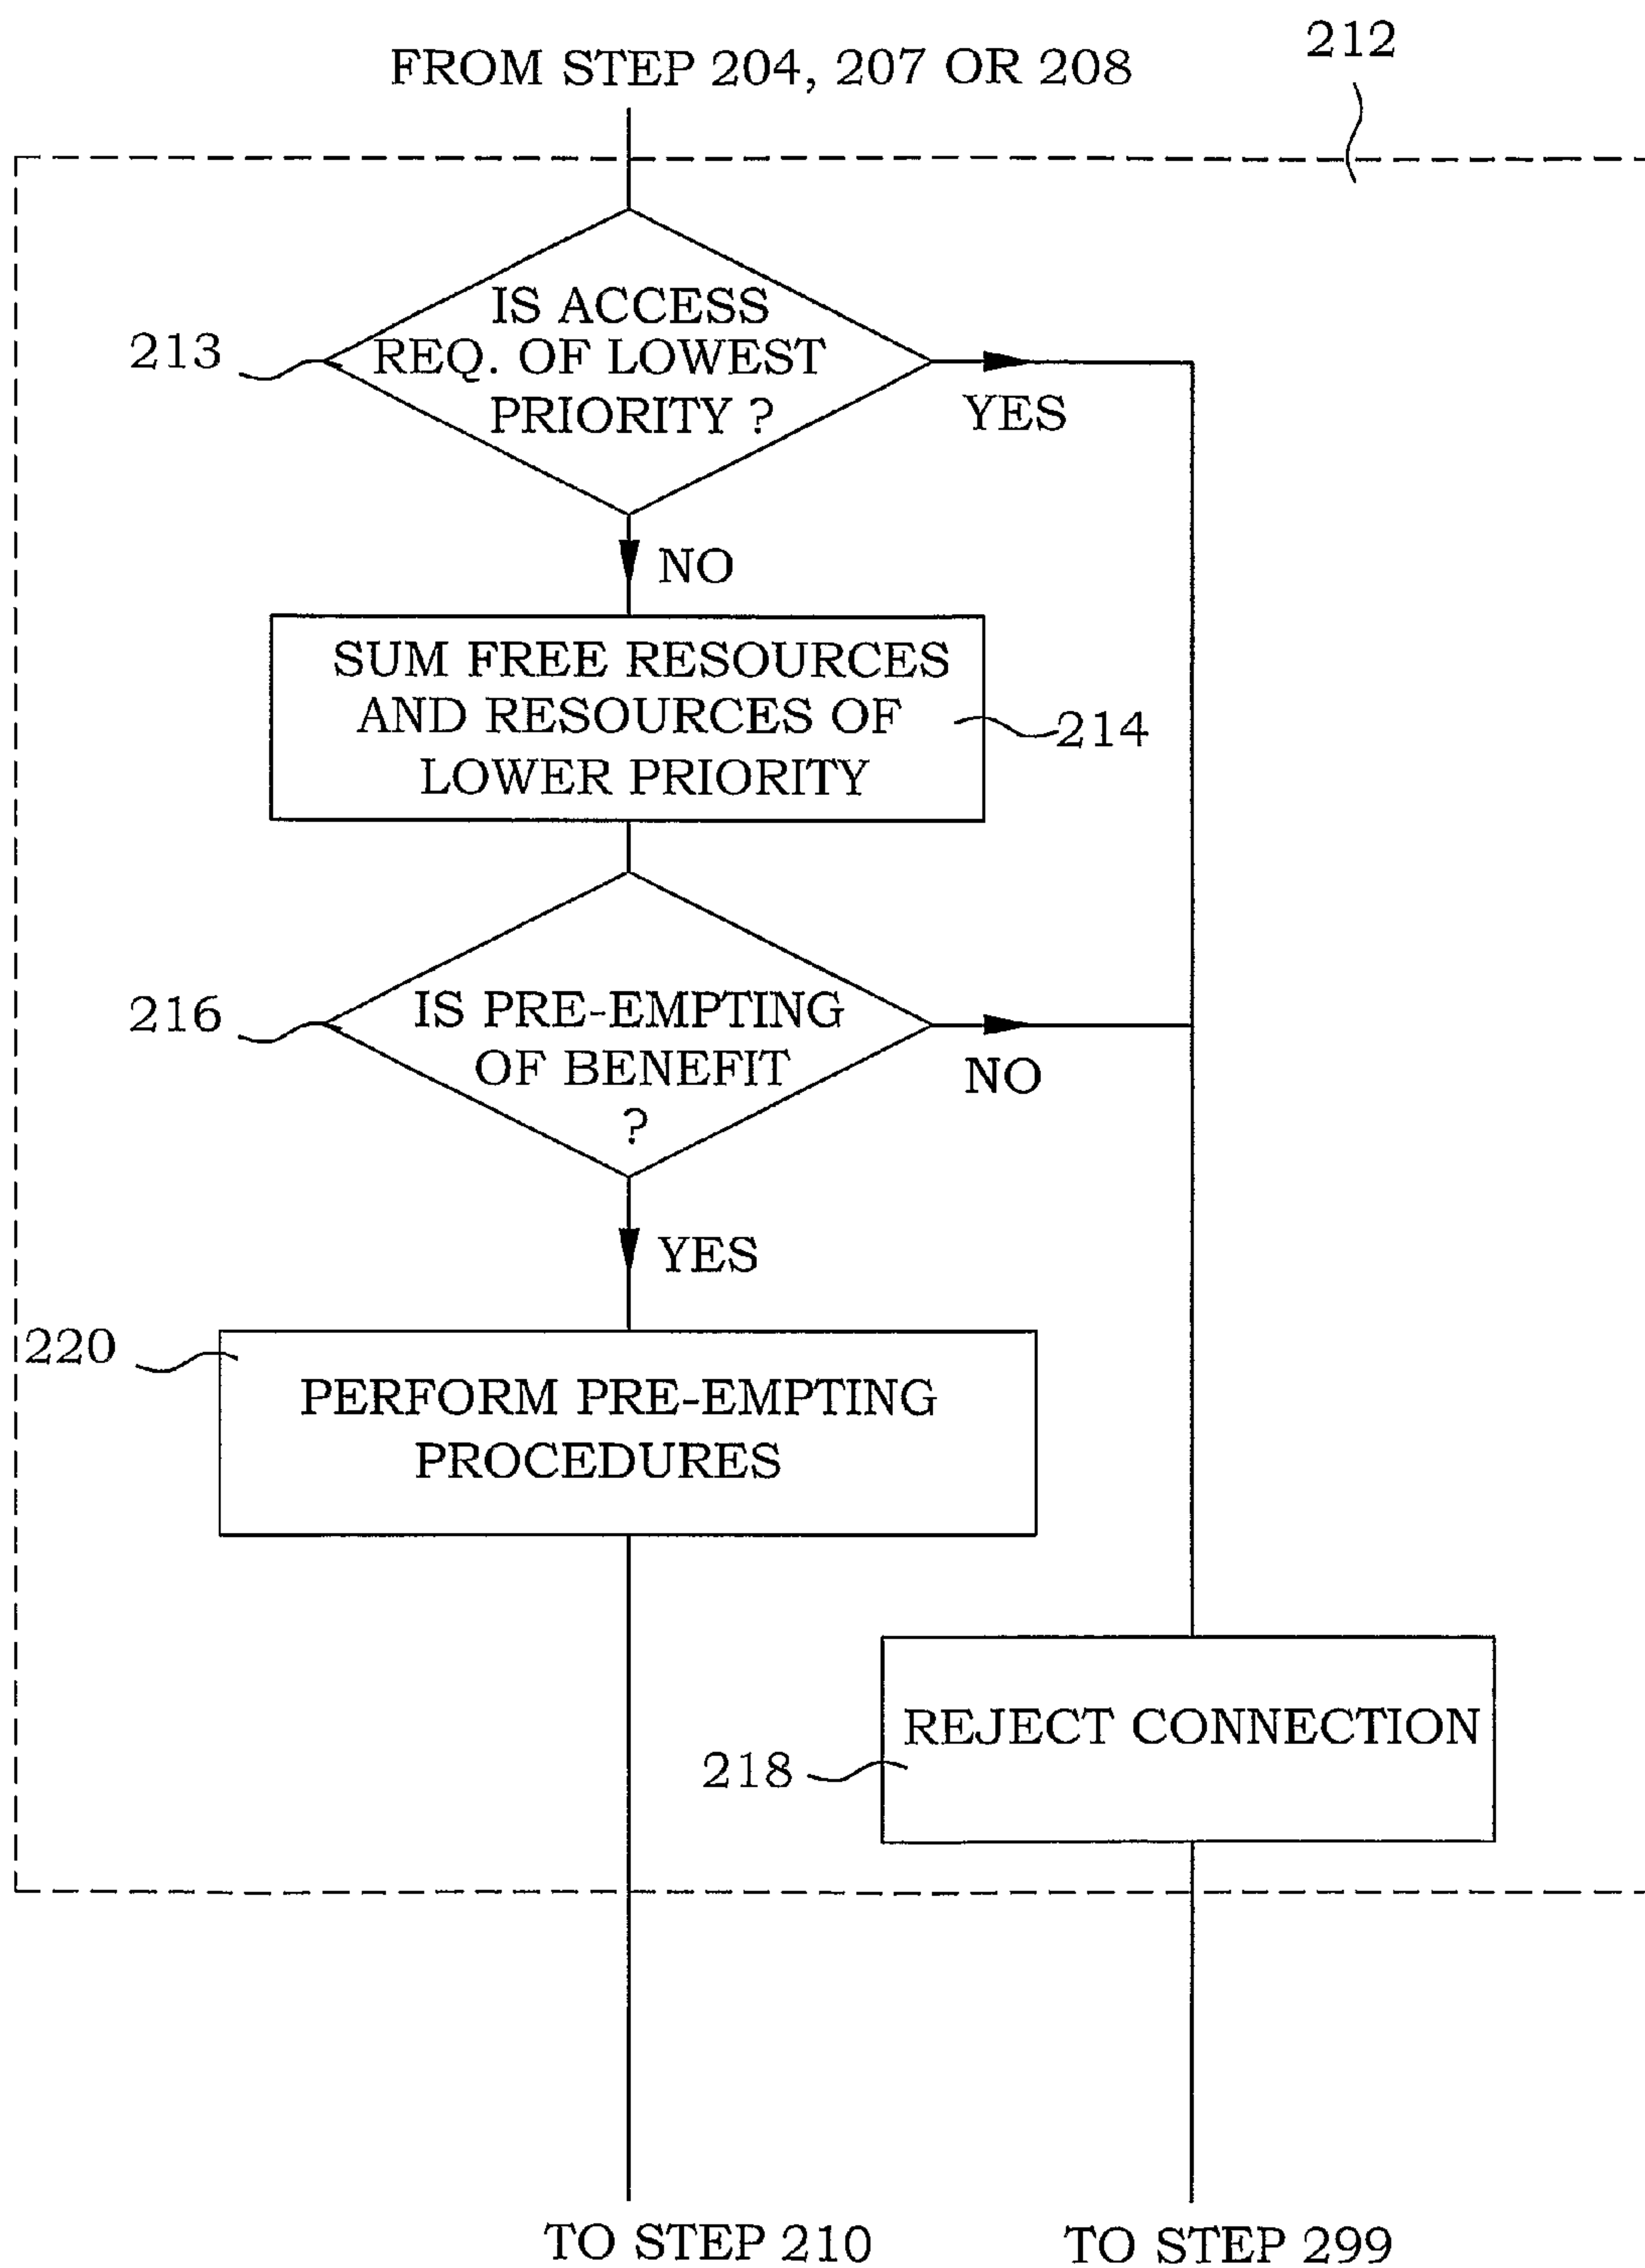 212
FROM STEP 204, 207 OR 208
213
IS ACCESS
REQ. OF LOWEST
PRIORITY ?
YES
NO
SUM FREE RESOURCES
AND RESOURCES OF
LOWER PRIORITY
214
216
IS PRE-EMPTING
OF BENEFIT
?
NO
YES
220
PERFORM PRE-EMPTING
PROCEDURES
REJECT CONNECTION
218
TO STEP 210
TO STEP 299